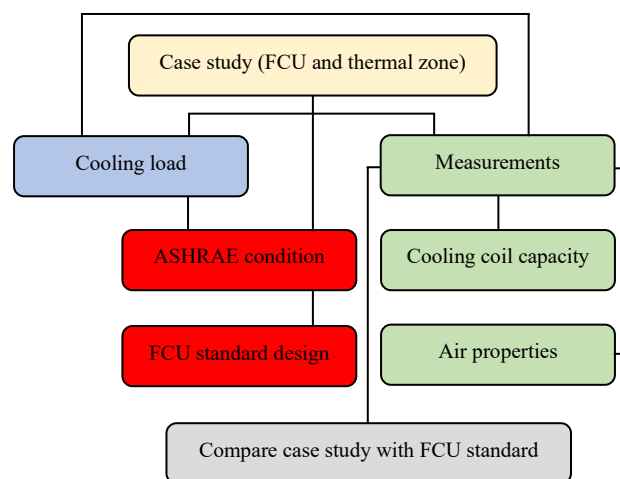 Case study (FCU and thermal zone)
Cooling load
Measurements
ASHRAE condition
Cooling coil capacity
FCU standard design
Air properties
Compare case study with FCU standard